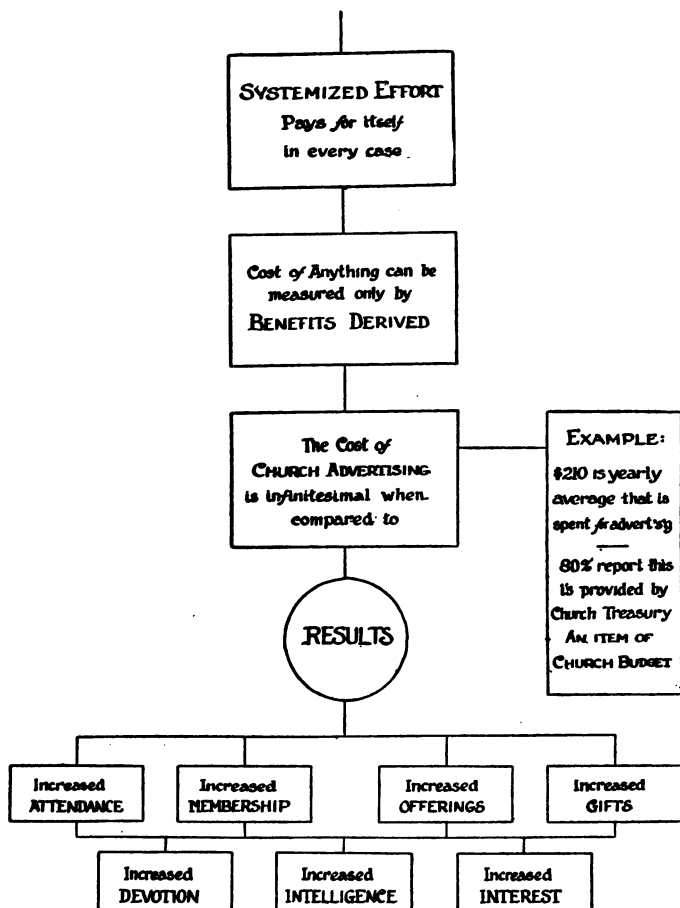 SYSTEMIZED EFFORT
Pays for itself
in every case
Cost of Anything can be
measured only by
BENEFITS DERIVED
The Cost of
CHURCH ADVERTISING
is infinitesimal when
compared to
EXAMPLE:
$210 is yearly
average that is
spent for advert'sg
80% report this
is provided by
Church Treasury
AN ITEM OF
CHURCH BUDGET
RESULTS
Increased
ATTENDANCE
Increased
MEMBERSHIP
Increased
OFFERINGS
Increased
GIFTS
Increased
DEVOTION
Increased
INTELLIGENCE
Increased
INTEREST